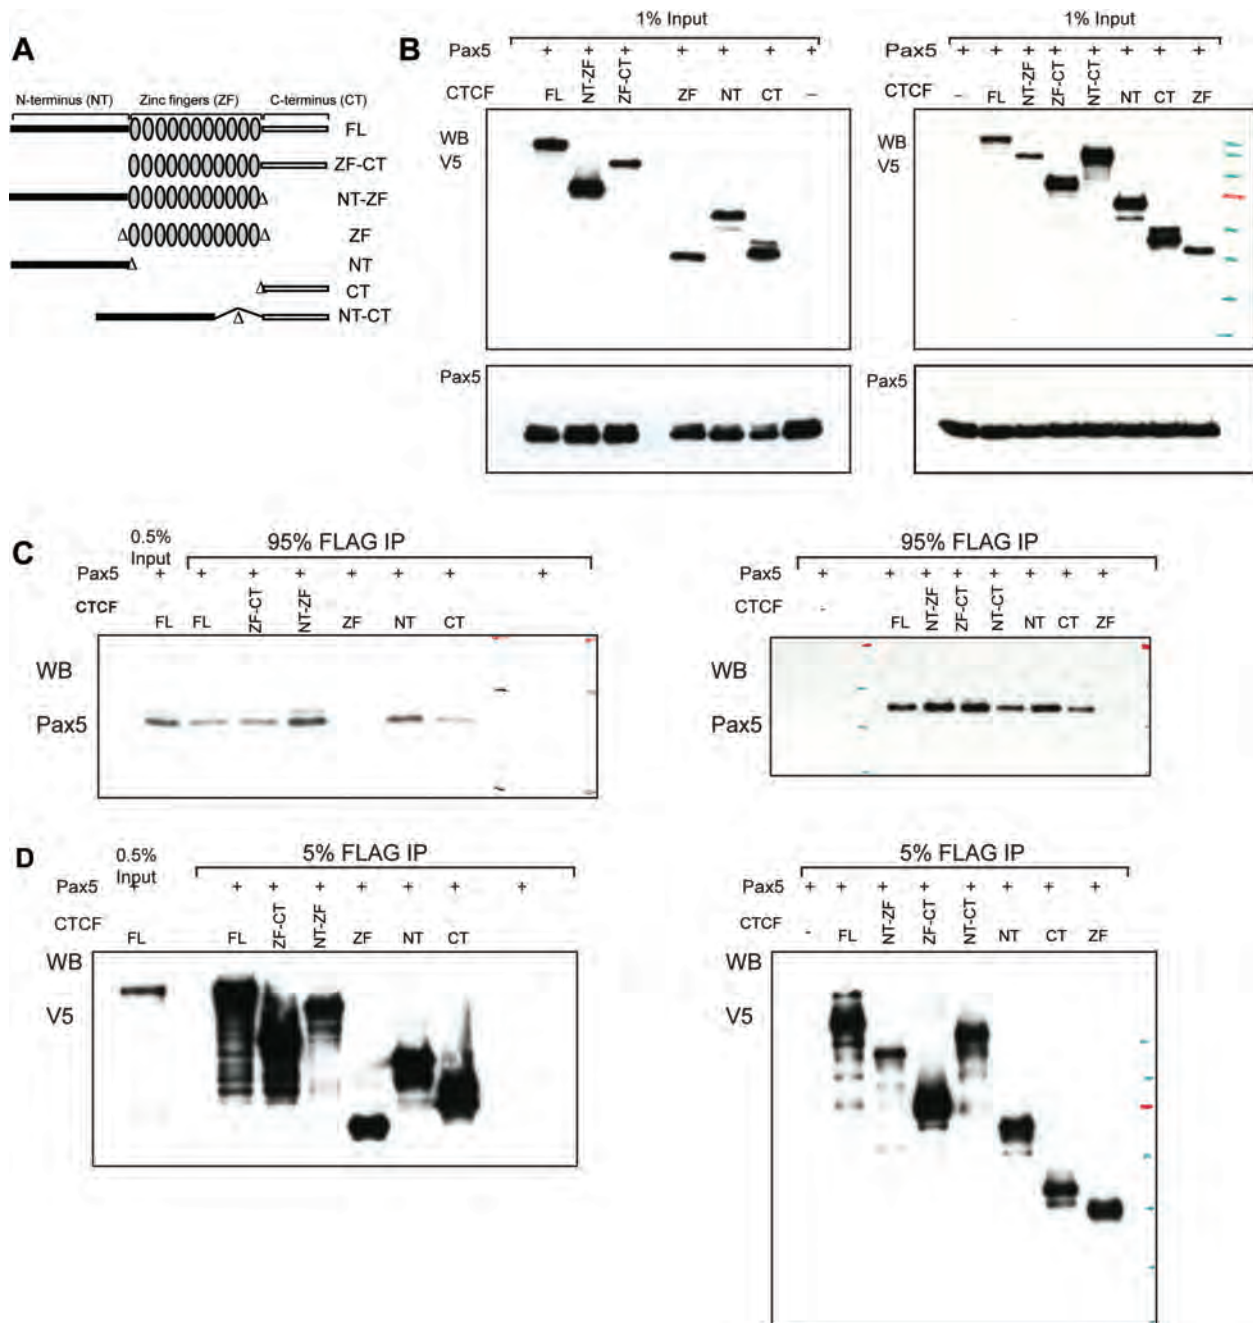 A
N-terminus (NT) Zinc fingers (ZF) C-terminus (CT)
FL
ZF-CT
Δ NT-ZF
Δ Δ ZF
Δ NT
Δ CT
Δ NT-CT
B
1% Input
Pax5 + + + + + + +
CTCF FL NT-ZF ZF-CT ZF NT CT –
WB
V5
Pax5
1% Input
Pax5 + + + + + + + +
CTCF - FL NT-ZF ZF-CT NT-CT NT CT ZF
WB
V5
Pax5
C
0.5% Input 95% FLAG IP
Pax5 + + + + + + + +
CTCF FL FL ZF-CT NT-ZF ZF NT CT
WB
Pax5
95% FLAG IP
Pax5 + + + + + + + +
CTCF - FL NT-ZF ZF-CT NT-CT NT CT ZF
WB
Pax5
D
0.5% Input 5% FLAG IP
Pax5 + + + + + + + +
CTCF FL FL ZF-CT NT-ZF ZF NT CT
WB
V5
5% FLAG IP
Pax5 + + + + + + + +
CTCF - FL NT-ZF ZF-CT NT-CT NT CT ZF
WB
V5